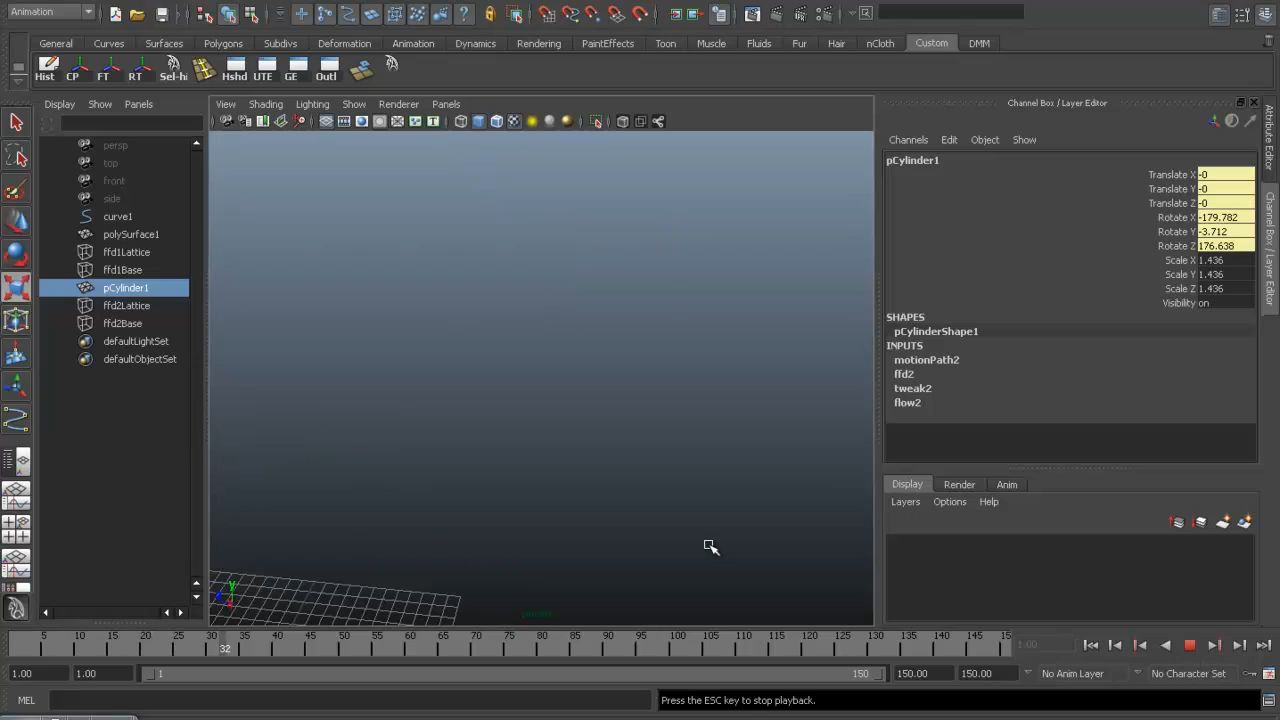 Animation
General Curves Surfaces Polygons Subdivs Deformation Animation Dynamics Rendering PaintEffects Toon Muscle Fluids Fur Hair nCloth Custom DMM
Hist CP FT RT Sel-hi Hshd UTE GE Outl
Display Show Panels
View Shading Lighting Show Renderer Panels
Channel Box / Layer Editor
Channels Edit Object Show
persp
top
front
side
curve1
polySurface1
ffd1Lattice
ffd1Base
pCylinder1
ffd2Lattice
ffd2Base
defaultLightSet
defaultObjectSet
y
pCylinder1
Translate X -0
Translate Y -0
Translate Z -0
Rotate X -179.782
Rotate Y -3.712
Rotate Z 176.638
Scale X 1.436
Scale Y 1.436
Scale Z 1.436
Visibility on
SHAPES
pCylinderShape1
INPUTS
motionPath2
ffd2
tweak2
flow2
Display Render Anim
Layers Options Help
Attribute Editor
Channel Box / Layer Editor
5 10 15 20 25 30 35 40 45 50 55 60 65 70 75 80 85 90 95 100 105 110 115 120 125 130 135 140 145 15
32
1.00
1.00 1.00 1 150 150.00 150.00 No Anim Layer No Character Set
MEL Press the ESC key to stop playback.